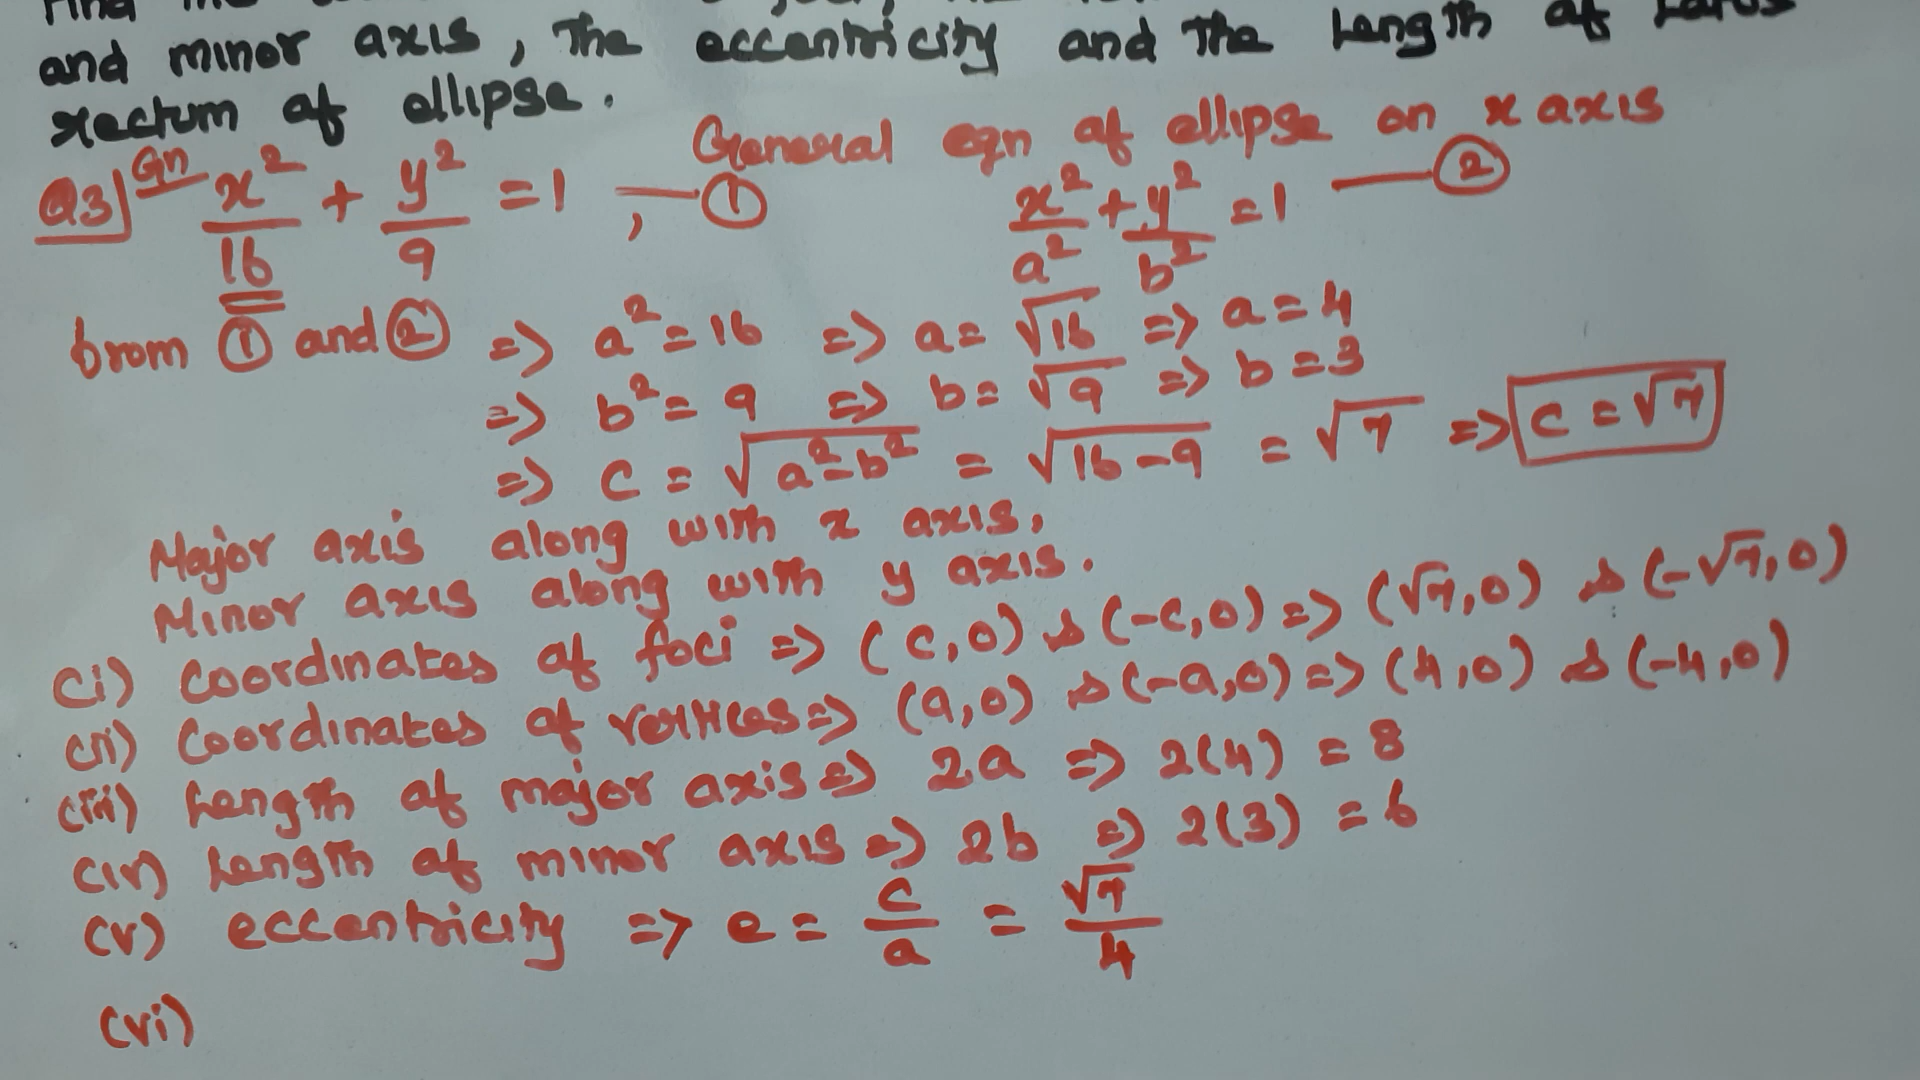 and minor axis, The eccentricity and The Length of Latus
rectum of ellipse.
General eqn of ellipse on x axis
Q3) Gn x²/16 + y²/9 = 1, — ① x²/a² + y²/b² = 1 — ②
from ① and ② => a² = 16 => a = √16 => a = 4
=> b² = 9 => b = √9 => b = 3
=> c = √a²-b² = √16-9 = √7 => c = √7
Major axis along with x axis,
Minor axis along with y axis.
(i) Coordinates of foci => (c,0) & (-c,0) => (√7,0) & (-√7,0)
(ii) Coordinates of vertices => (a,0) & (-a,0) => (4,0) & (-4,0)
(iii) Length of major axis => 2a => 2(4) = 8
(iv) Length of minor axis => 2b => 2(3) = 6
(v) eccentricity => e = c/a = √7/4
(vi)